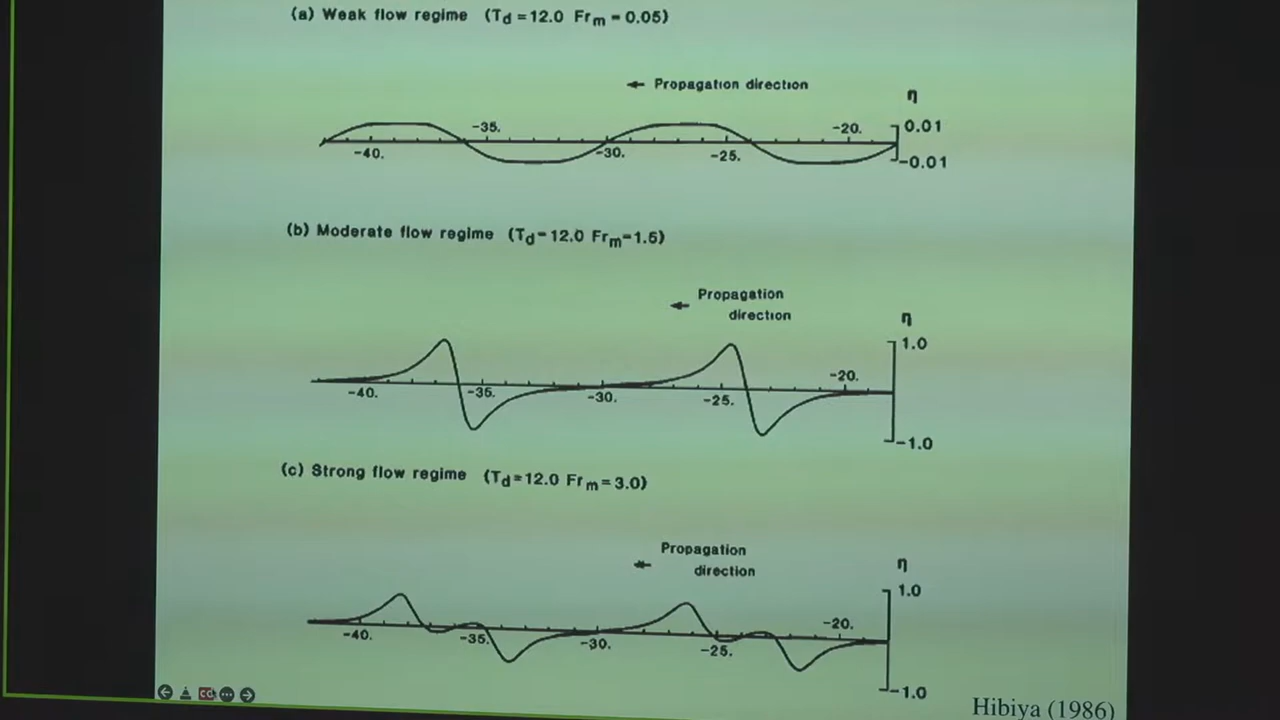 (a) Weak flow regime (Td=12.0 Frm=0.05)
← Propagation direction
η
0.01
-0.01
-40. -35. -30. -25. -20.
(b) Moderate flow regime (Td=12.0 Frm=1.5)
← Propagation
direction
η
1.0
-1.0
-40. -35. -30. -25. -20.
(c) Strong flow regime (Td=12.0 Frm=3.0)
← Propagation
direction
η
1.0
-1.0
-40. -35. -30. -25. -20.
Hibiya (1986)